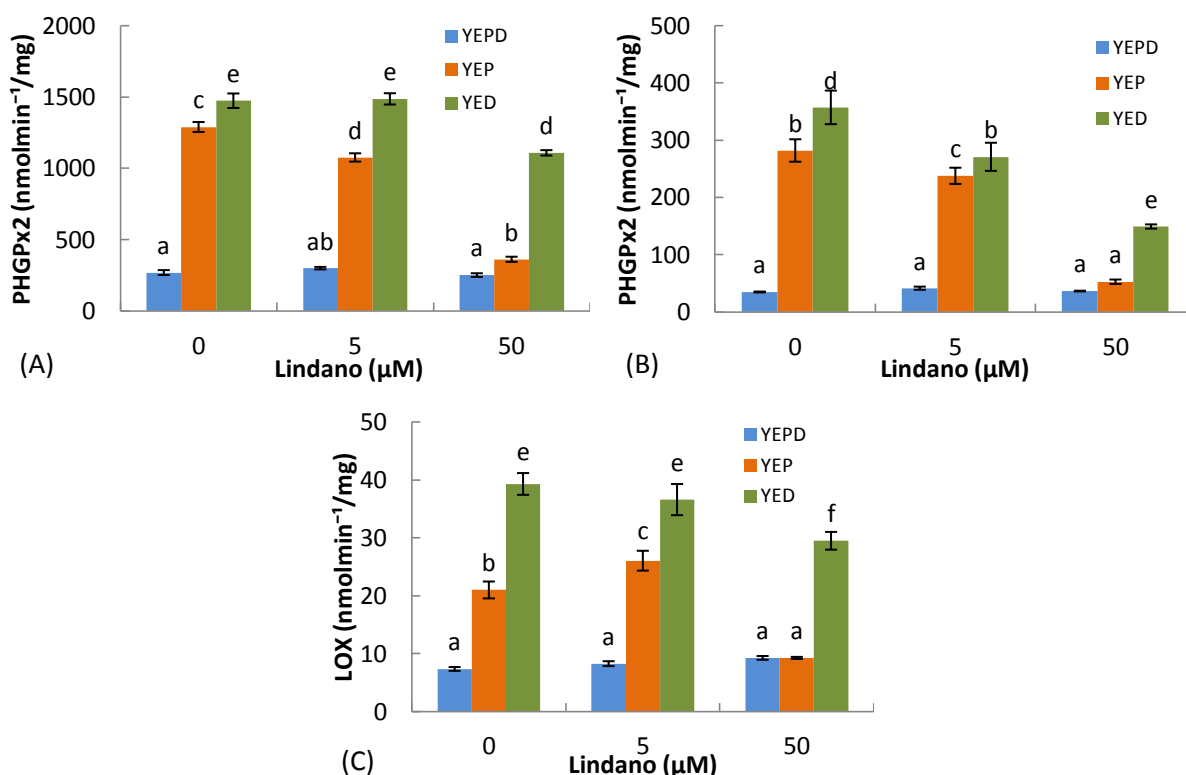 2000
1500
1000
500
0
PHGPx2 (nmolmin⁻¹/mg)
YEPD
YEP
YED
a
c
e
ab
d
e
a
b
d
0
5
50
Lindano (µM)
(A)
500
400
300
200
100
0
PHGPx2 (nmolmin⁻¹/mg)
YEPD
YEP
YED
a
b
d
a
c
b
a
a
e
0
5
50
Lindano (µM)
(B)
50
40
30
20
10
0
LOX (nmolmin⁻¹/mg)
YEPD
YEP
YED
a
b
e
a
c
e
a
a
f
0
5
50
Lindano (µM)
(C)